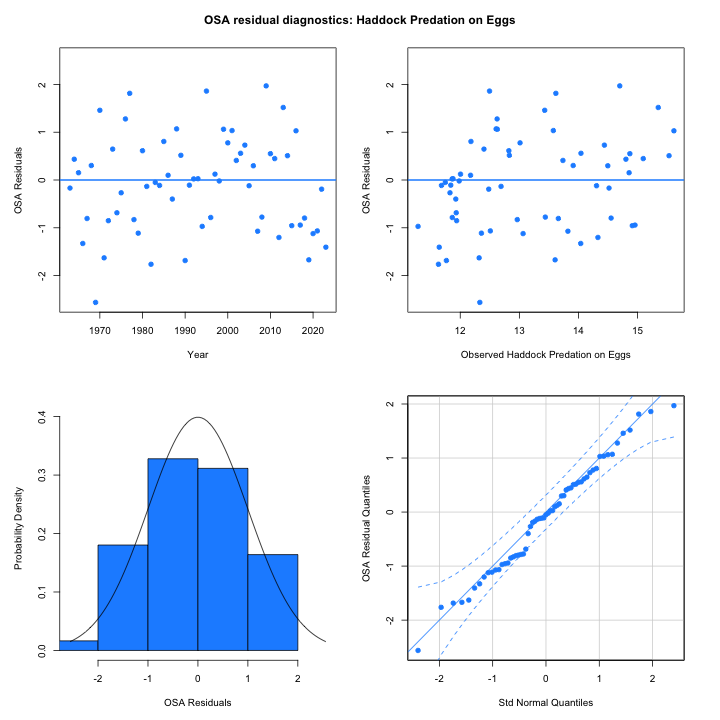 OSA residual diagnostics: Haddock Predation on Eggs
OSA Residuals
2
1
0
-1
-2
1970 1980 1990 2000 2010 2020
Year
OSA Residuals
2
1
0
-1
-2
12 13 14 15
Observed Haddock Predation on Eggs
Probability Density
0.4
0.3
0.2
0.1
0.0
-2 -1 0 1 2
OSA Residuals
OSA Residual Quantiles
2
1
0
-1
-2
-2 -1 0 1 2
Std Normal Quantiles